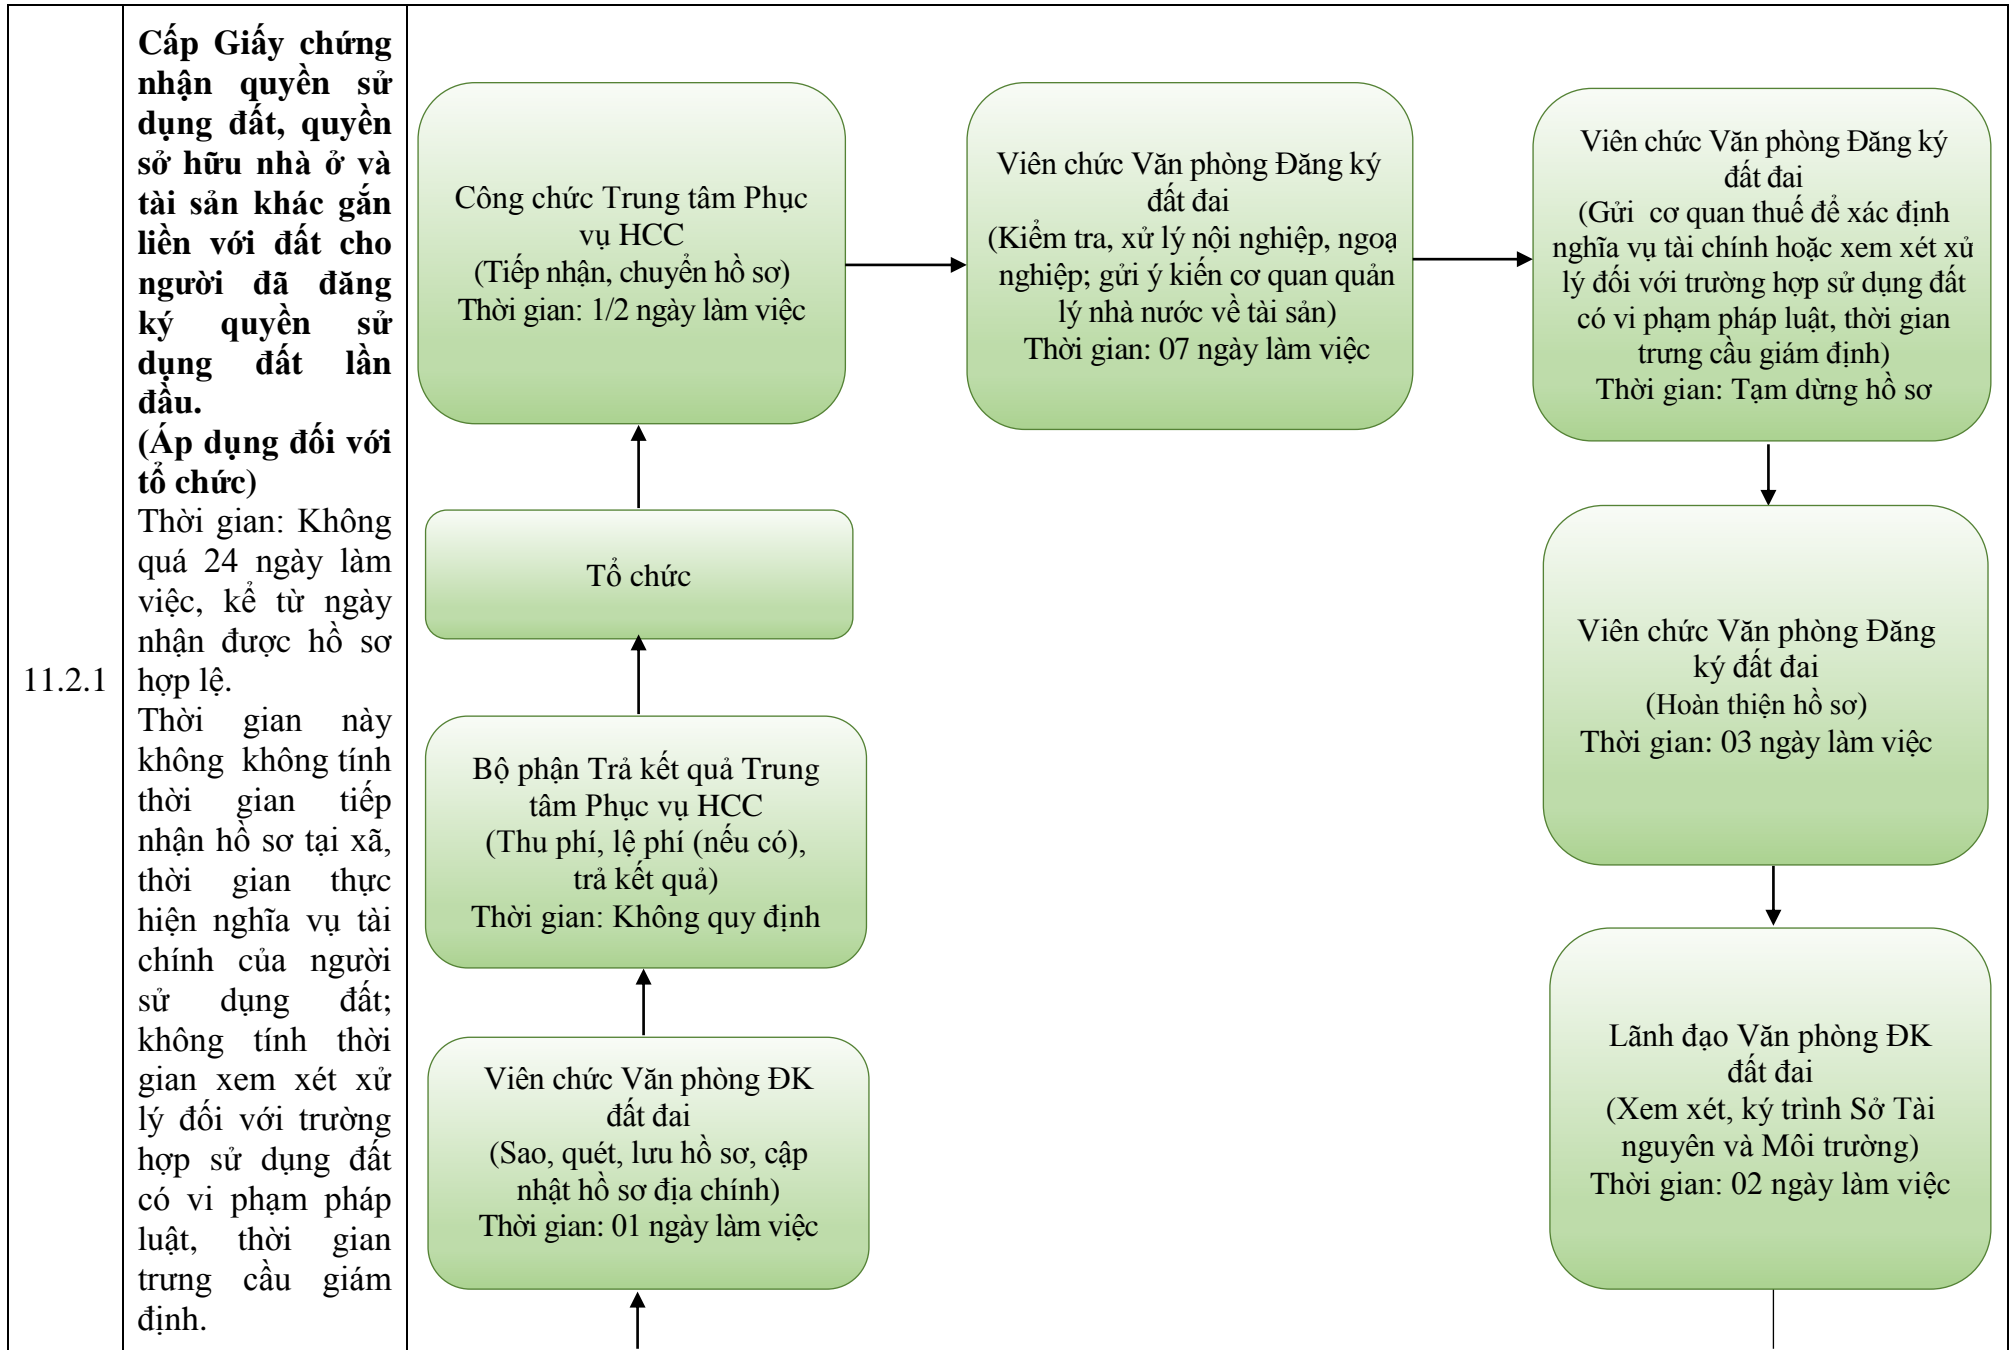 11.2.1
Cấp Giấy chứng
nhận quyền sử
dụng đất, quyền
sở hữu nhà ở và
tài sản khác gắn
liền với đất cho
người đã đăng
ký quyền sử
dụng đất lần
đầu.
(Áp dụng đối với
tổ chức)
Thời gian: Không
quá 24 ngày làm
việc, kể từ ngày
nhận được hồ sơ
hợp lệ.
Thời gian này
không không tính
thời gian tiếp
nhận hồ sơ tại xã,
thời gian thực
hiện nghĩa vụ tài
chính của người
sử dụng đất;
không tính thời
gian xem xét xử
lý đối với trường
hợp sử dụng đất
có vi phạm pháp
luật, thời gian
trưng cầu giám
định.
Công chức Trung tâm Phục
vụ HCC
(Tiếp nhận, chuyển hồ sơ)
Thời gian: 1/2 ngày làm việc
Viên chức Văn phòng Đăng ký
đất đai
(Kiểm tra, xử lý nội nghiệp, ngoạ
nghiệp; gửi ý kiến cơ quan quản
lý nhà nước về tài sản)
Thời gian: 07 ngày làm việc
Viên chức Văn phòng Đăng ký
đất đai
(Gửi cơ quan thuế để xác định
nghĩa vụ tài chính hoặc xem xét xủ
lý đối với trường hợp sử dụng đất
có vi phạm pháp luật, thời gian
trưng cầu giám định)
Thời gian: Tạm dừng hồ sơ
Viên chức Văn phòng Đăng
ký đất đai
(Hoàn thiện hồ sơ)
Thời gian: 03 ngày làm việc
Lãnh đạo Văn phòng ĐK
đất đai
(Xem xét, ký trình Sở Tài
nguyên và Môi trường)
Thời gian: 02 ngày làm việc
Tổ chức
Bộ phận Trả kết quả Trung
tâm Phục vụ HCC
(Thu phí, lệ phí (nếu có),
trả kết quả)
Thời gian: Không quy định
Viên chức Văn phòng ĐK
đất đai
(Sao, quét, lưu hồ sơ, cập
nhật hồ sơ địa chính)
Thời gian: 01 ngày làm việc